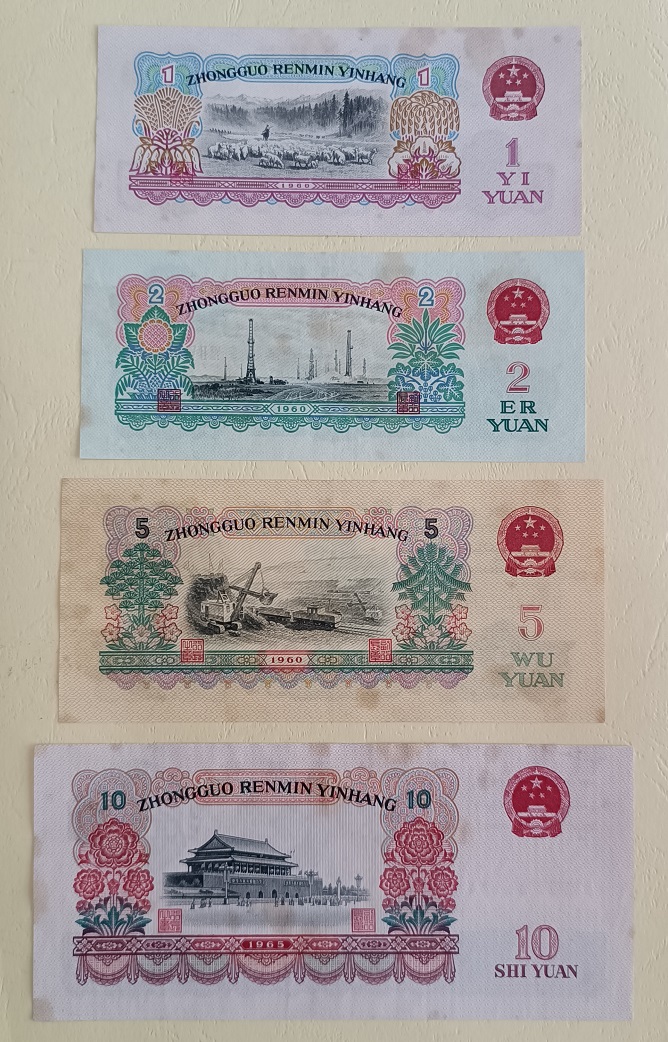 1 ZHONGGUO RENMIN YINHANG 1
1960
1
YI
YUAN
2 ZHONGGUO RENMIN YINHANG 2
1960
2
ER
YUAN
5 ZHONGGUO RENMIN YINHANG 5
1960
5
WU
YUAN
10 ZHONGGUO RENMIN YINHANG 10
1965
10
SHI YUAN